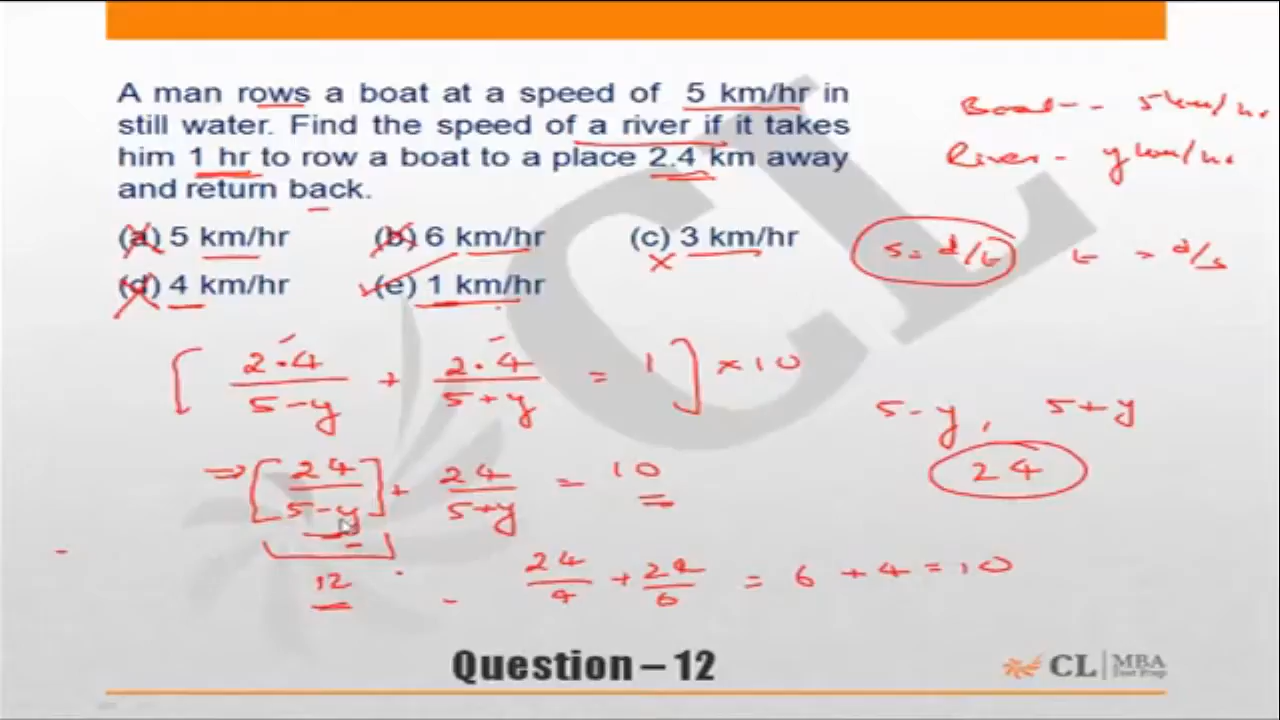 A man rows a boat at a speed of 5 km/hr in
still water. Find the speed of a river if it takes
him 1 hr to row a boat to a place 2.4 km away
and return back.
Boat - 5 km/hr
River - y km/hr
(a) 5 km/hr (b) 6 km/hr (c) 3 km/hr
(d) 4 km/hr (e) 1 km/hr
s = d/t t = d/s
[ 2.4/5-y + 2.4/5+y = 1 ] × 10
5-y, 5+y
24
⇒ [ 24/5-y ] + 24/5+y = 10
12
24/4 + 24/6 = 6 + 4 = 10
CL
Question – 12
CL MBA
Test Prep